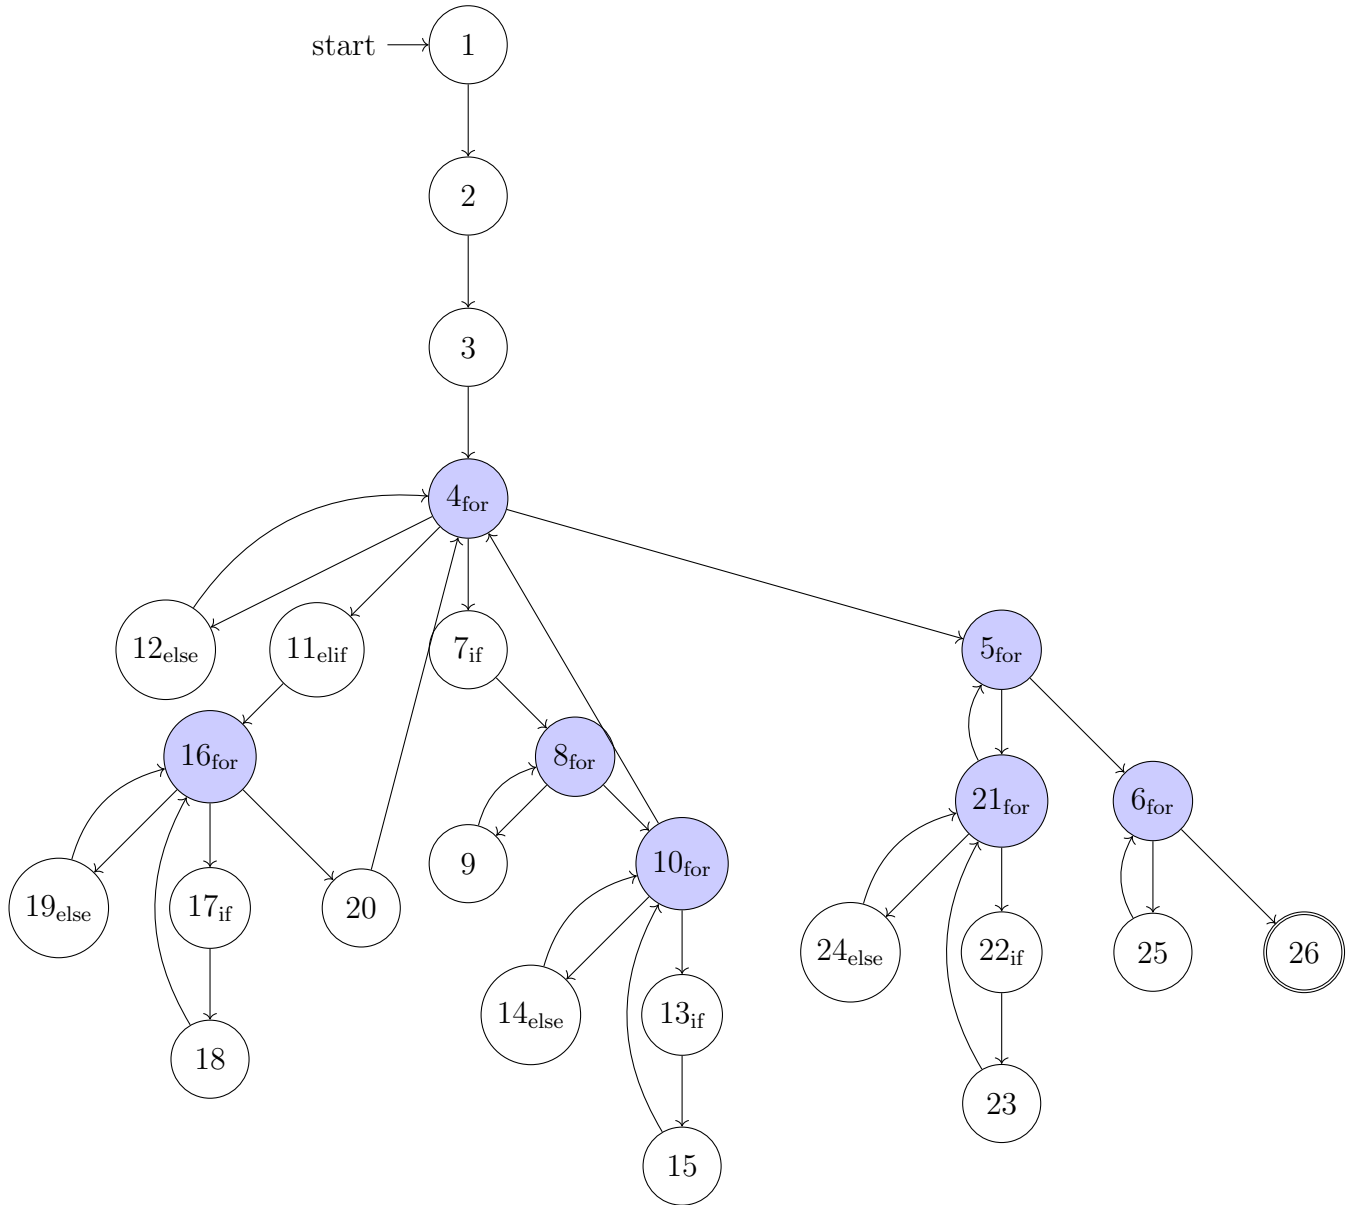 start
1
2
3
4for
12else
11elif
7if
5for
16for
8for
21for
6for
9
10for
19else
17if
20
24else
22if
25
26
14else
13if
18
23
15